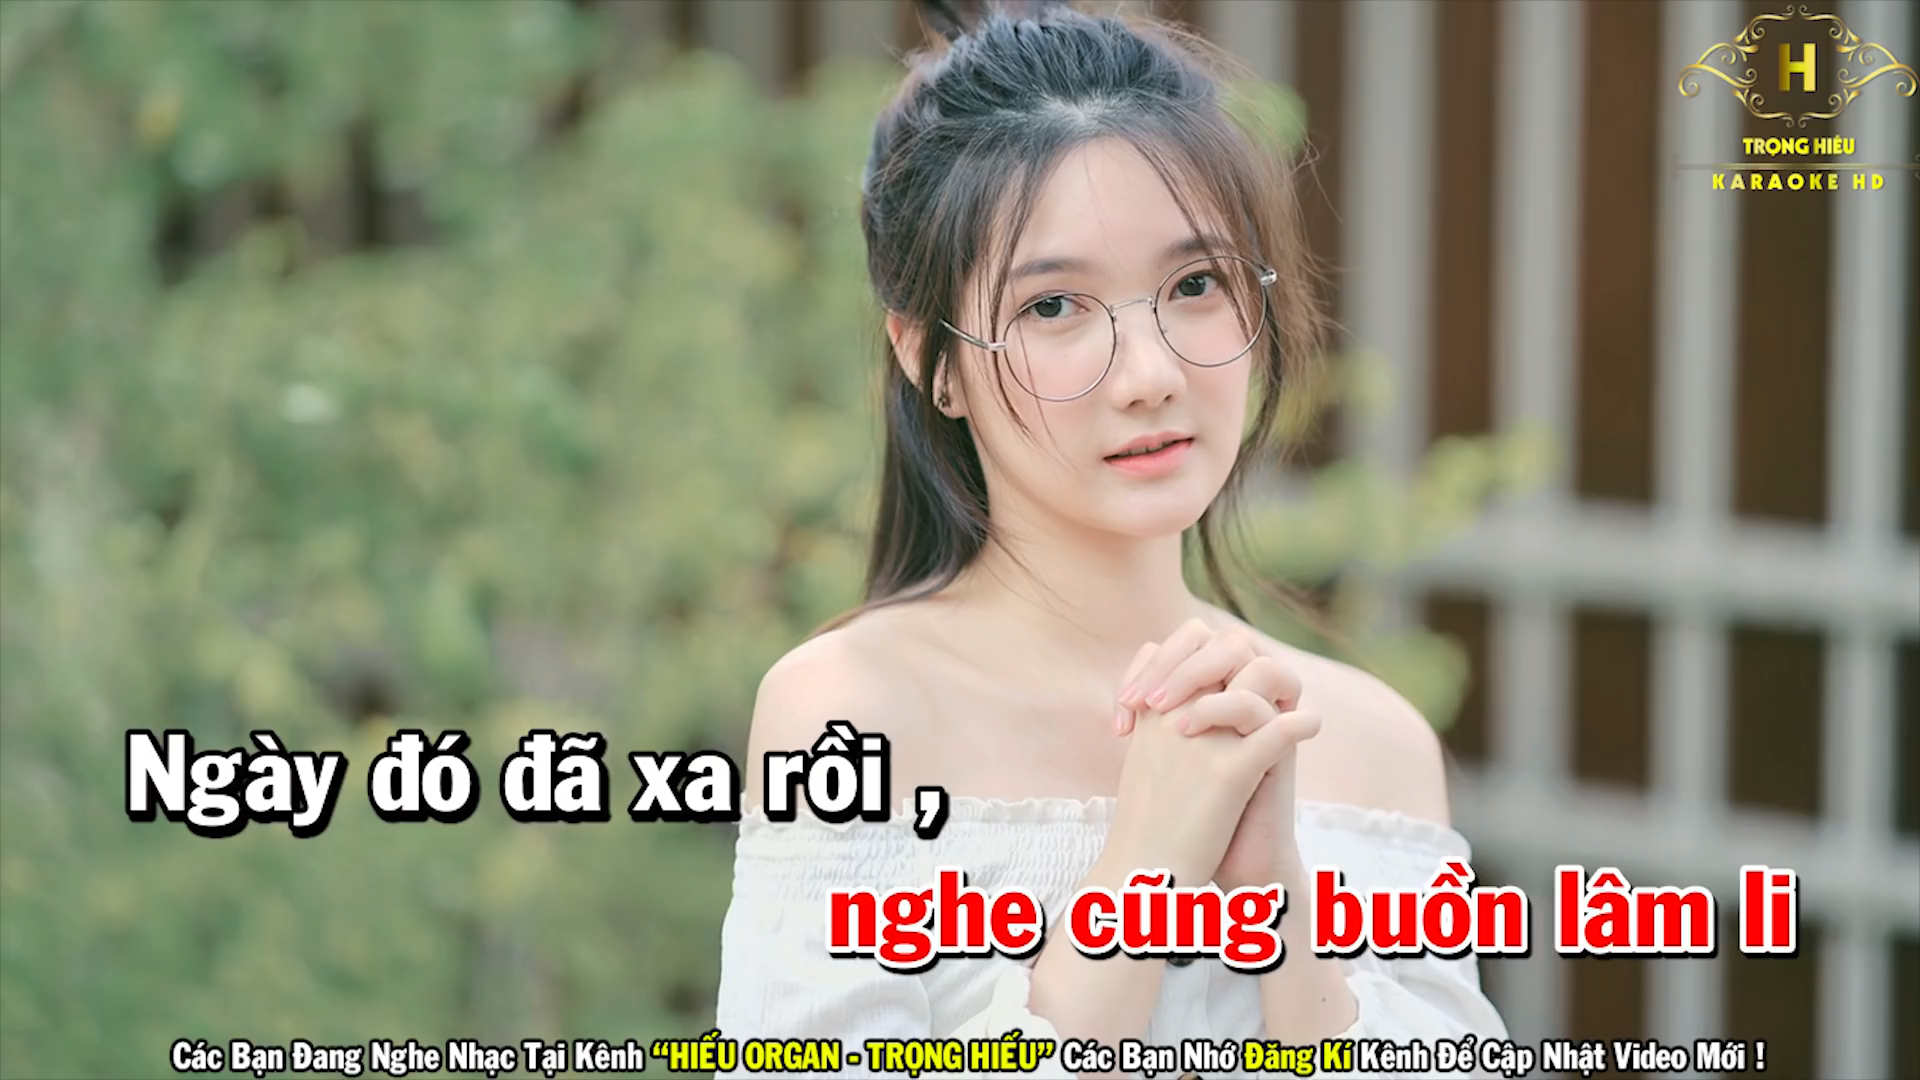 H
TRỌNG HIẾU
KARAOKE HD
Ngày đó đã xa rồi ,
nghe cũng buồn lâm li
Các Bạn Đang Nghe Nhạc Tại Kênh “HIẾU ORGAN - TRỌNG HIẾU” Các Bạn Nhớ Đăng Kí Kênh Để Cập Nhật Video Mới !